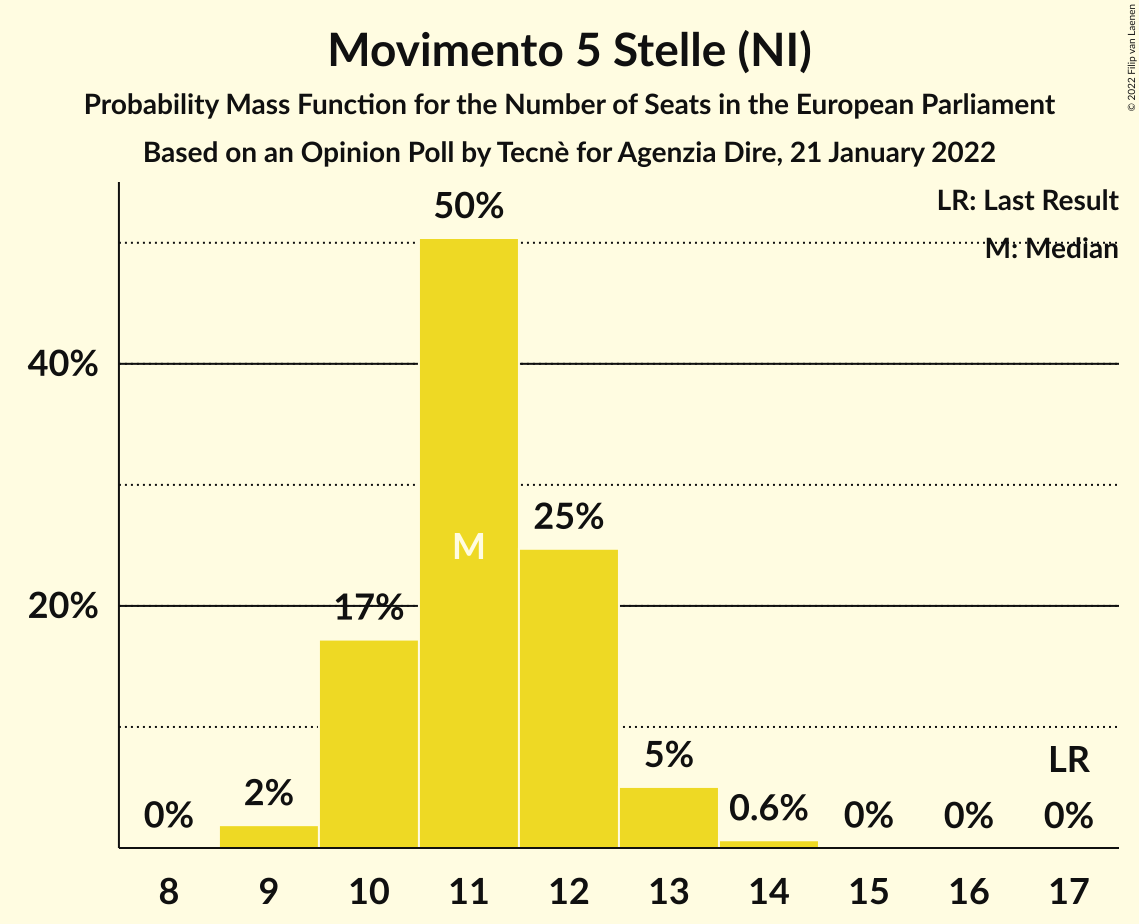 Movimento 5 Stelle (NI)
Probability Mass Function for the Number of Seats in the European Parliament
Based on an Opinion Poll by Tecnè for Agenzia Dire, 21 January 2022
© 2022 Filip van Laenen
LR: Last Result
M: Median
50%
40%
25%
M
20%
17%
5%
LR
2%
0.6%
0%
0%
0%
0%
8 9 10 11 12 13 14 15 16 17